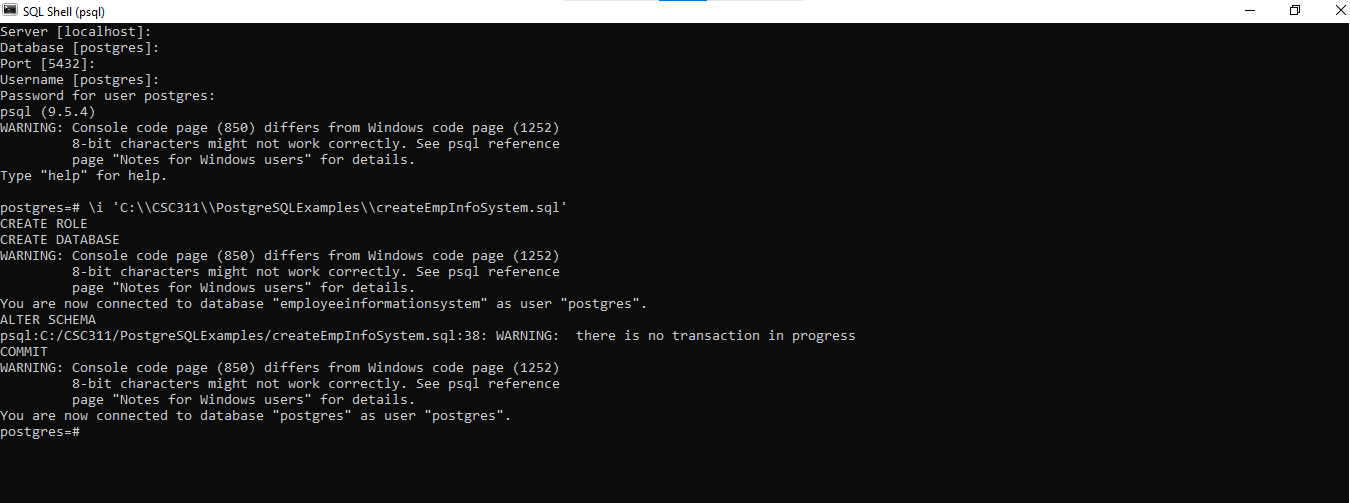 SQL Shell (psql)
Server [localhost]:
Database [postgres]:
Port [5432]:
Username [postgres]:
Password for user postgres:
psql (9.5.4)
WARNING: Console code page (850) differs from Windows code page (1252)
         8-bit characters might not work correctly. See psql reference
         page "Notes for Windows users" for details.
Type "help" for help.

postgres=# \i 'C:\\CSC311\\PostgreSQLExamples\\createEmpInfoSystem.sql'
CREATE ROLE
CREATE DATABASE
WARNING: Console code page (850) differs from Windows code page (1252)
         8-bit characters might not work correctly. See psql reference
         page "Notes for Windows users" for details.
You are now connected to database "employeeinformationsystem" as user "postgres".
ALTER SCHEMA
psql:C:/CSC311/PostgreSQLExamples/createEmpInfoSystem.sql:38: WARNING:  there is no transaction in progress
COMMIT
WARNING: Console code page (850) differs from Windows code page (1252)
         8-bit characters might not work correctly. See psql reference
         page "Notes for Windows users" for details.
You are now connected to database "postgres" as user "postgres".
postgres=#